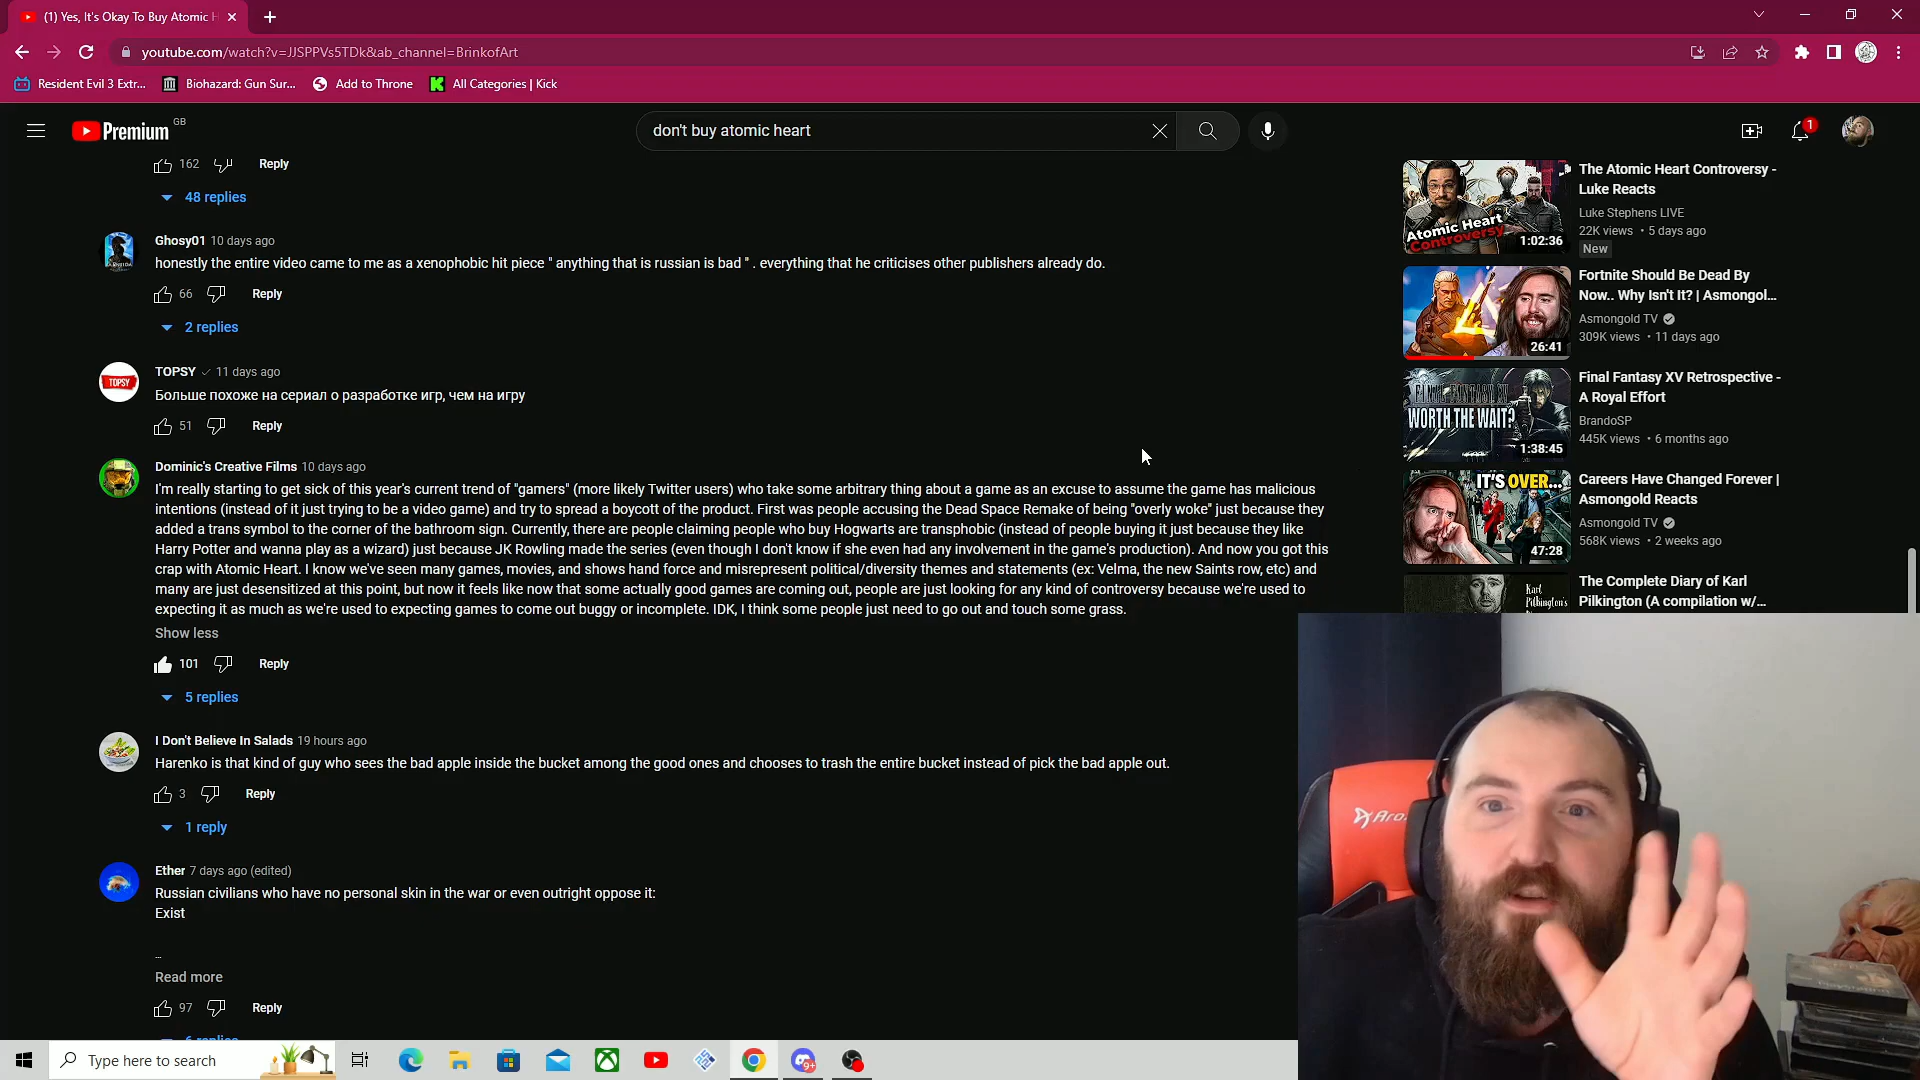 (1) Yes, It's Okay To Buy Atomic H
youtube.com/watch?v=JJSPPVs5TDk&ab_channel=BrinkofArt
Resident Evil 3 Extr...
Biohazard: Gun Sur...
Add to Throne
All Categories | Kick
Premium
GB
don't buy atomic heart
1
162
Reply
48 replies
Ghosy01 10 days ago
honestly the entire video came to me as a xenophobic hit piece " anything that is russian is bad " . everything that he criticises other publishers already do.
66
Reply
2 replies
TOPSY
TOPSY 11 days ago
Больше похоже на сериал о разработке игр, чем на игру
51
Reply
Dominic's Creative Films 10 days ago
I'm really starting to get sick of this year's current trend of "gamers" (more likely Twitter users) who take some arbitrary thing about a game as an excuse to assume the game has malicious
intentions (instead of it just trying to be a video game) and try to spread a boycott of the product. First was people accusing the Dead Space Remake of being "overly woke" just because they
added a trans symbol to the corner of the bathroom sign. Currently, there are people claiming people who buy Hogwarts are transphobic (instead of people buying it just because they like
Harry Potter and wanna play as a wizard) just because JK Rowling made the series (even though I don't know if she even had any involvement in the game's production). And now you got this
crap with Atomic Heart. I know we've seen many games, movies, and shows hand force and misrepresent political/diversity themes and statements (ex: Velma, the new Saints row, etc) and
many are just desensitized at this point, but now it feels like now that some actually good games are coming out, people are just looking for any kind of controversy because we're used to
expecting it as much as we're used to expecting games to come out buggy or incomplete. IDK, I think some people just need to go out and touch some grass.
Show less
101
Reply
5 replies
I Don't Believe In Salads 19 hours ago
Harenko is that kind of guy who sees the bad apple inside the bucket among the good ones and chooses to trash the entire bucket instead of pick the bad apple out.
3
Reply
1 reply
Ether 7 days ago (edited)
Russian civilians who have no personal skin in the war or even outright oppose it:
Exist
...
Read more
97
Reply
6 replies
Atomic Heart
Controversy
1:02:36
The Atomic Heart Controversy -
Luke Reacts
Luke Stephens LIVE
22K views • 5 days ago
New
26:41
Fortnite Should Be Dead By
Now.. Why Isn't It? | Asmongol...
Asmongold TV
309K views • 11 days ago
FINAL FANTASY XV
WORTH THE WAIT?
1:38:45
Final Fantasy XV Retrospective -
A Royal Effort
BrandoSP
445K views • 6 months ago
IT'S OVER...
47:28
Careers Have Changed Forever |
Asmongold Reacts
Asmongold TV
568K views • 2 weeks ago
Karl
Pilkington's
The Complete Diary of Karl
Pilkington (A compilation w/...
Type here to search
9+